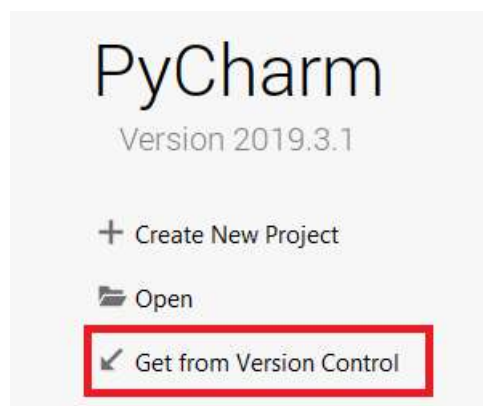 PyCharm
Version 2019.3.1
Create New Project
Open
Get from Version Control